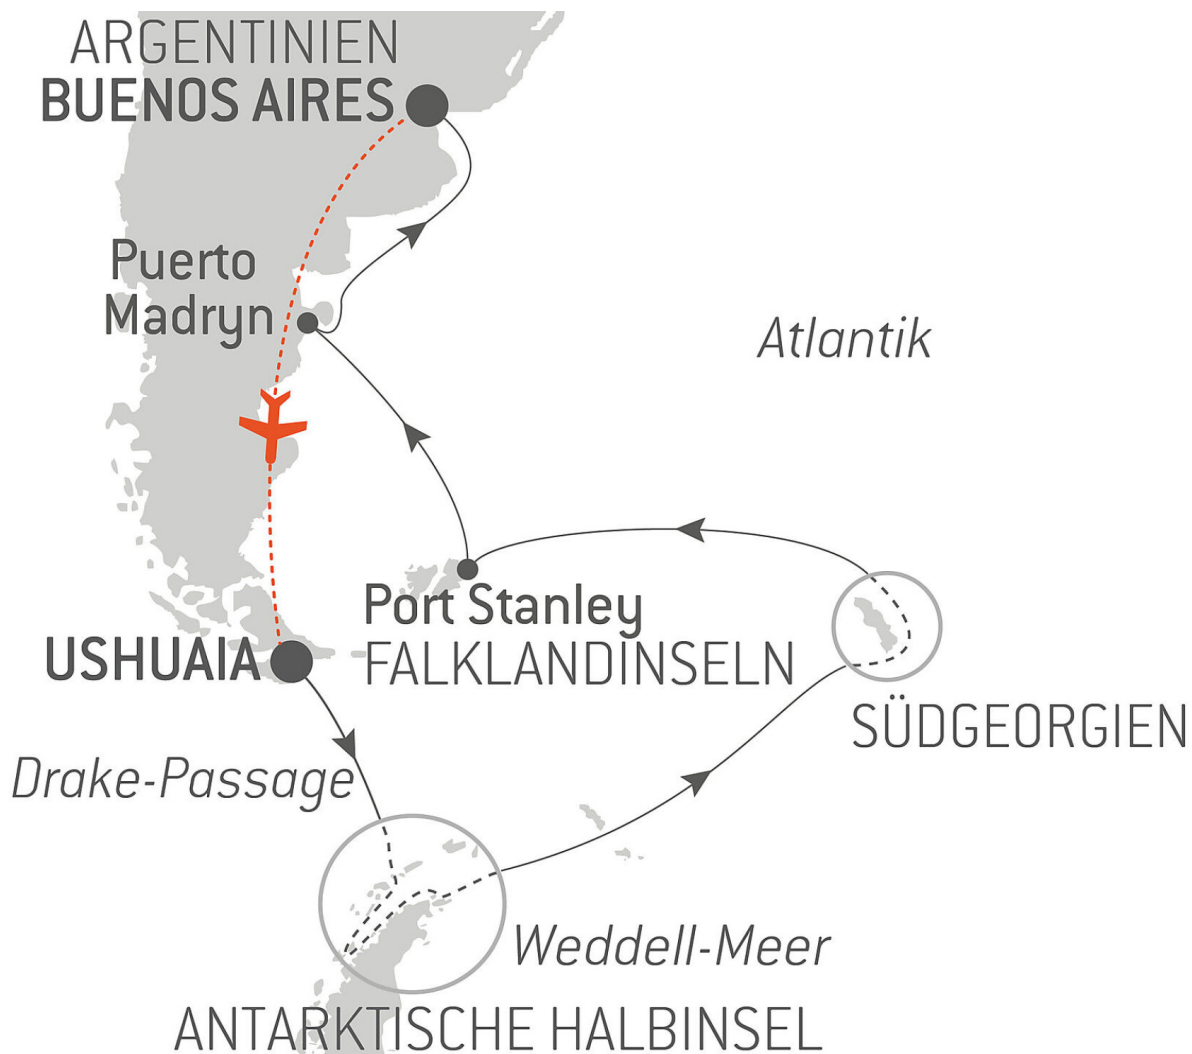 ARGENTINIEN
BUENOS AIRES
Puerto
Madryn
Atlantik
Port Stanley
FALKLANDINSELN
USHUAIA
SÜDGEORGIEN
Drake-Passage
Weddell-Meer
ANTARKTISCHE HALBINSEL